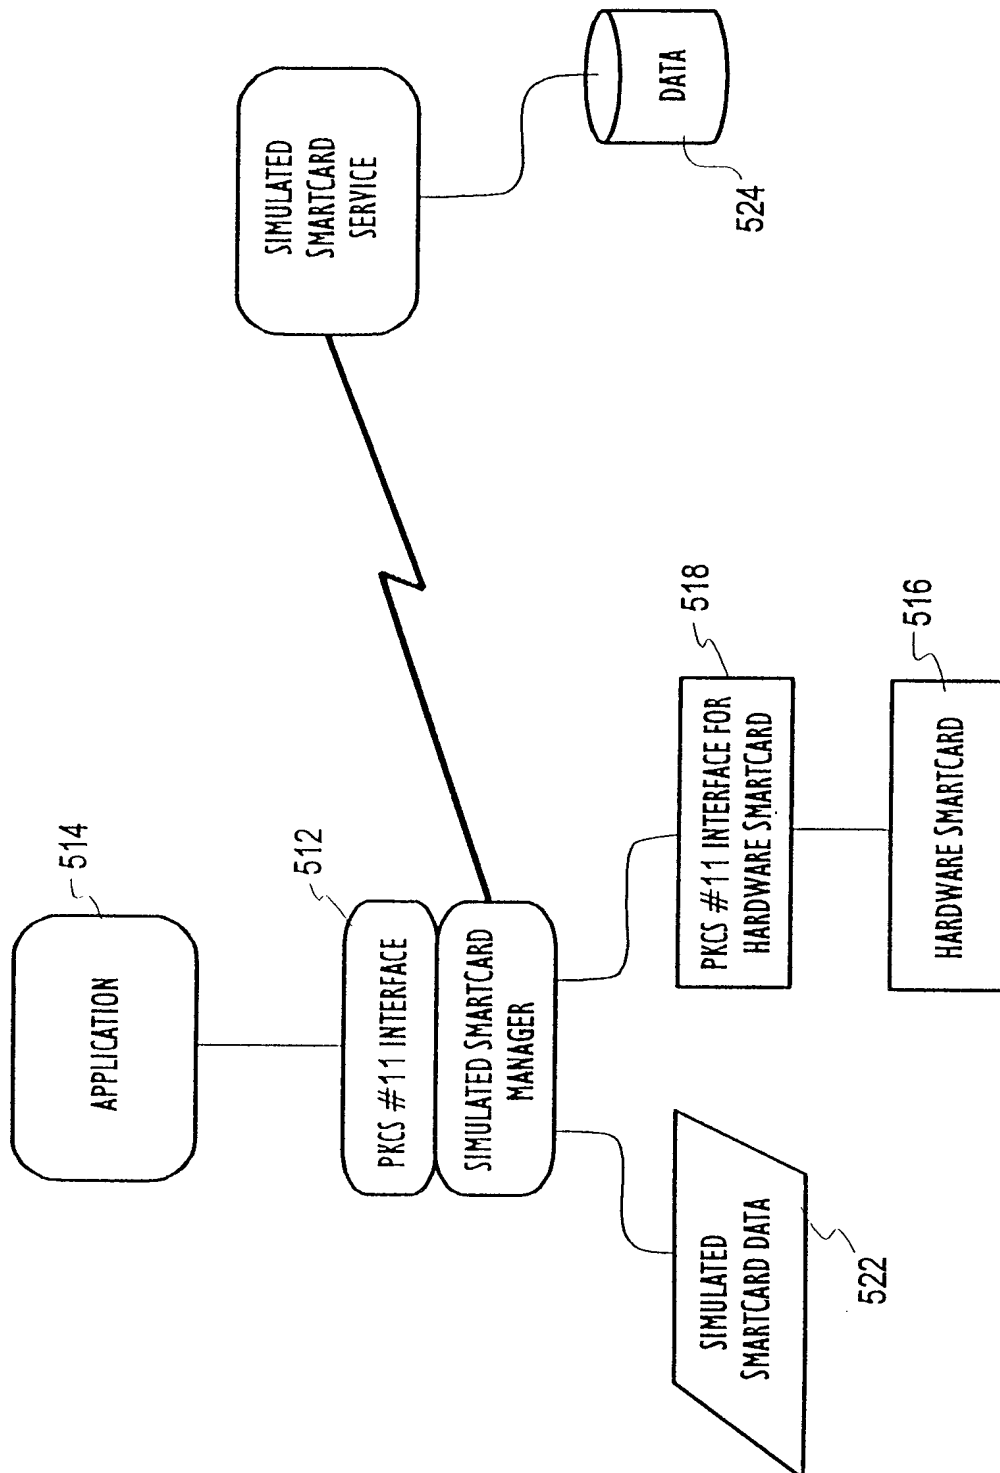 APPLICATION
514
PKCS #11 INTERFACE
512
SIMULATED SMARTCARD
MANAGER
SIMULATED
SMARTCARD
SERVICE
DATA
524
SIMULATED
SMARTCARD DATA
522
PKCS #11 INTERFACE FOR
HARDWARE SMARTCARD
518
HARDWARE SMARTCARD
516